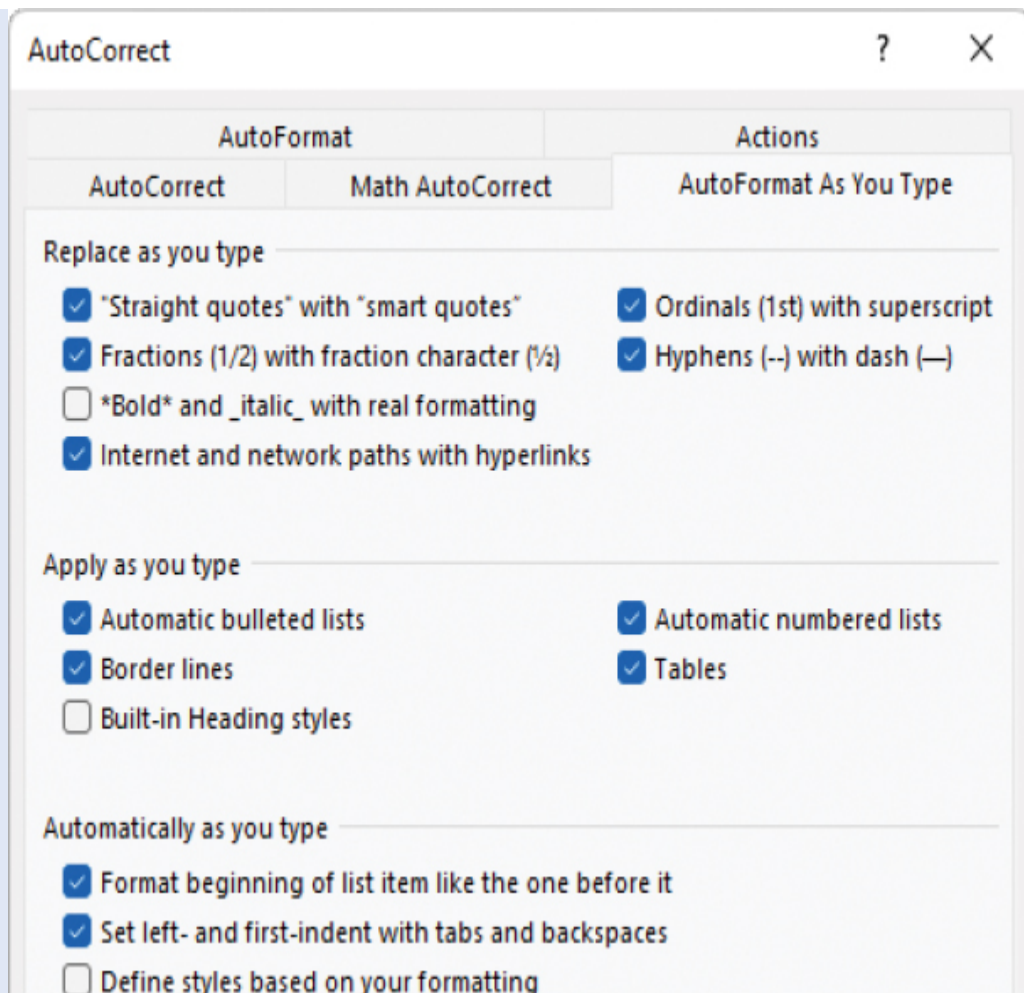 AutoCorrect ? X
AutoFormat Actions
AutoCorrect Math AutoCorrect AutoFormat As You Type
Replace as you type
"Straight quotes" with “smart quotes” Ordinals (1st) with superscript
Fractions (1/2) with fraction character (½) Hyphens (--) with dash (—)
*Bold* and _italic_ with real formatting
Internet and network paths with hyperlinks
Apply as you type
Automatic bulleted lists Automatic numbered lists
Border lines Tables
Built-in Heading styles
Automatically as you type
Format beginning of list item like the one before it
Set left- and first-indent with tabs and backspaces
Define styles based on your formatting